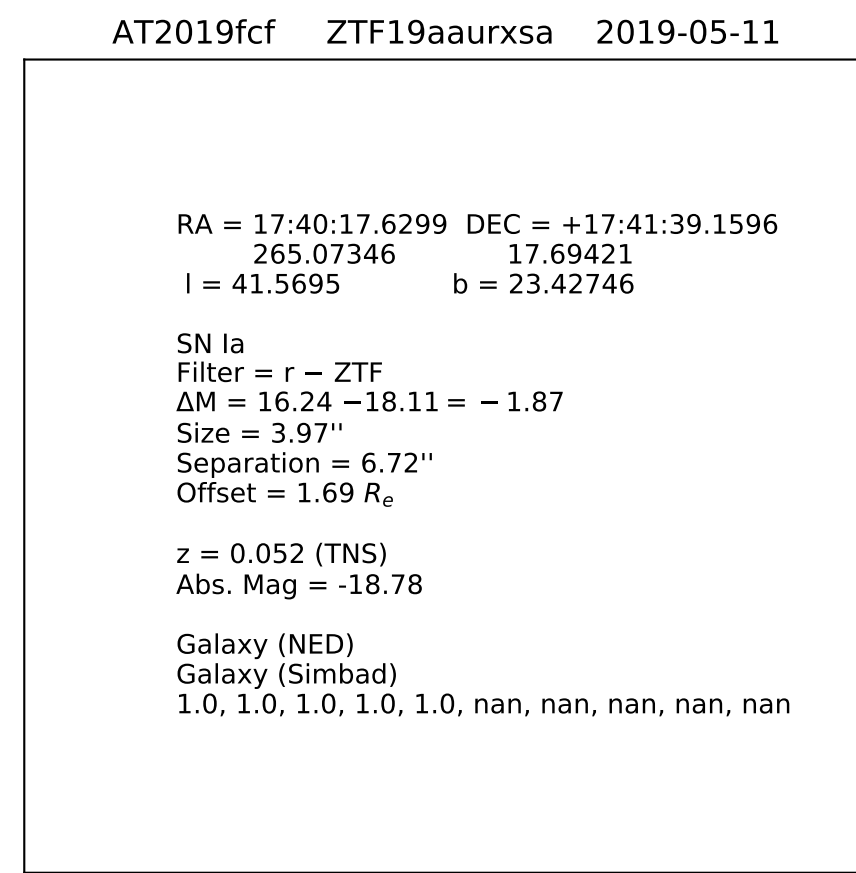 AT2019fcf ZTF19aaurxsa 2019-05-11
RA = 17:40:17.6299 DEC = +17:41:39.1596
265.07346 17.69421
l = 41.5695 b = 23.42746
SN Ia
Filter = r − ZTF
ΔM = 16.24 −18.11 = − 1.87
Size = 3.97''
Separation = 6.72''
Offset = 1.69 Rₑ
z = 0.052 (TNS)
Abs. Mag = -18.78
Galaxy (NED)
Galaxy (Simbad)
1.0, 1.0, 1.0, 1.0, 1.0, nan, nan, nan, nan, nan